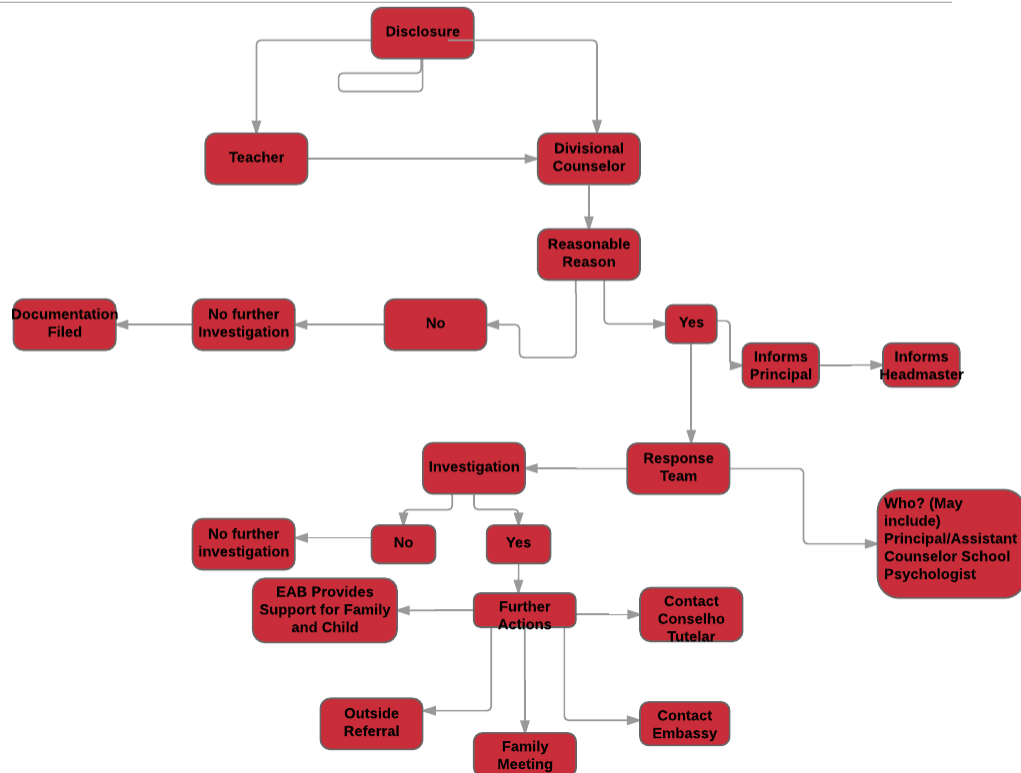 Disclosure
Teacher
Divisional
Counselor
Reasonable
Reason
Documentation
Filed
No further
Investigation
No
Yes
Informs
Principal
Informs
Headmaster
Investigation
Response
Team
Who? (May
include)
Principal/Assistant
Counselor School
Psychologist
No further
investigation
No
Yes
EAB Provides
Support for Family
and Child
Further
Actions
Contact
Conselho
Tutelar
Outside
Referral
Family
Meeting
Contact
Embassy